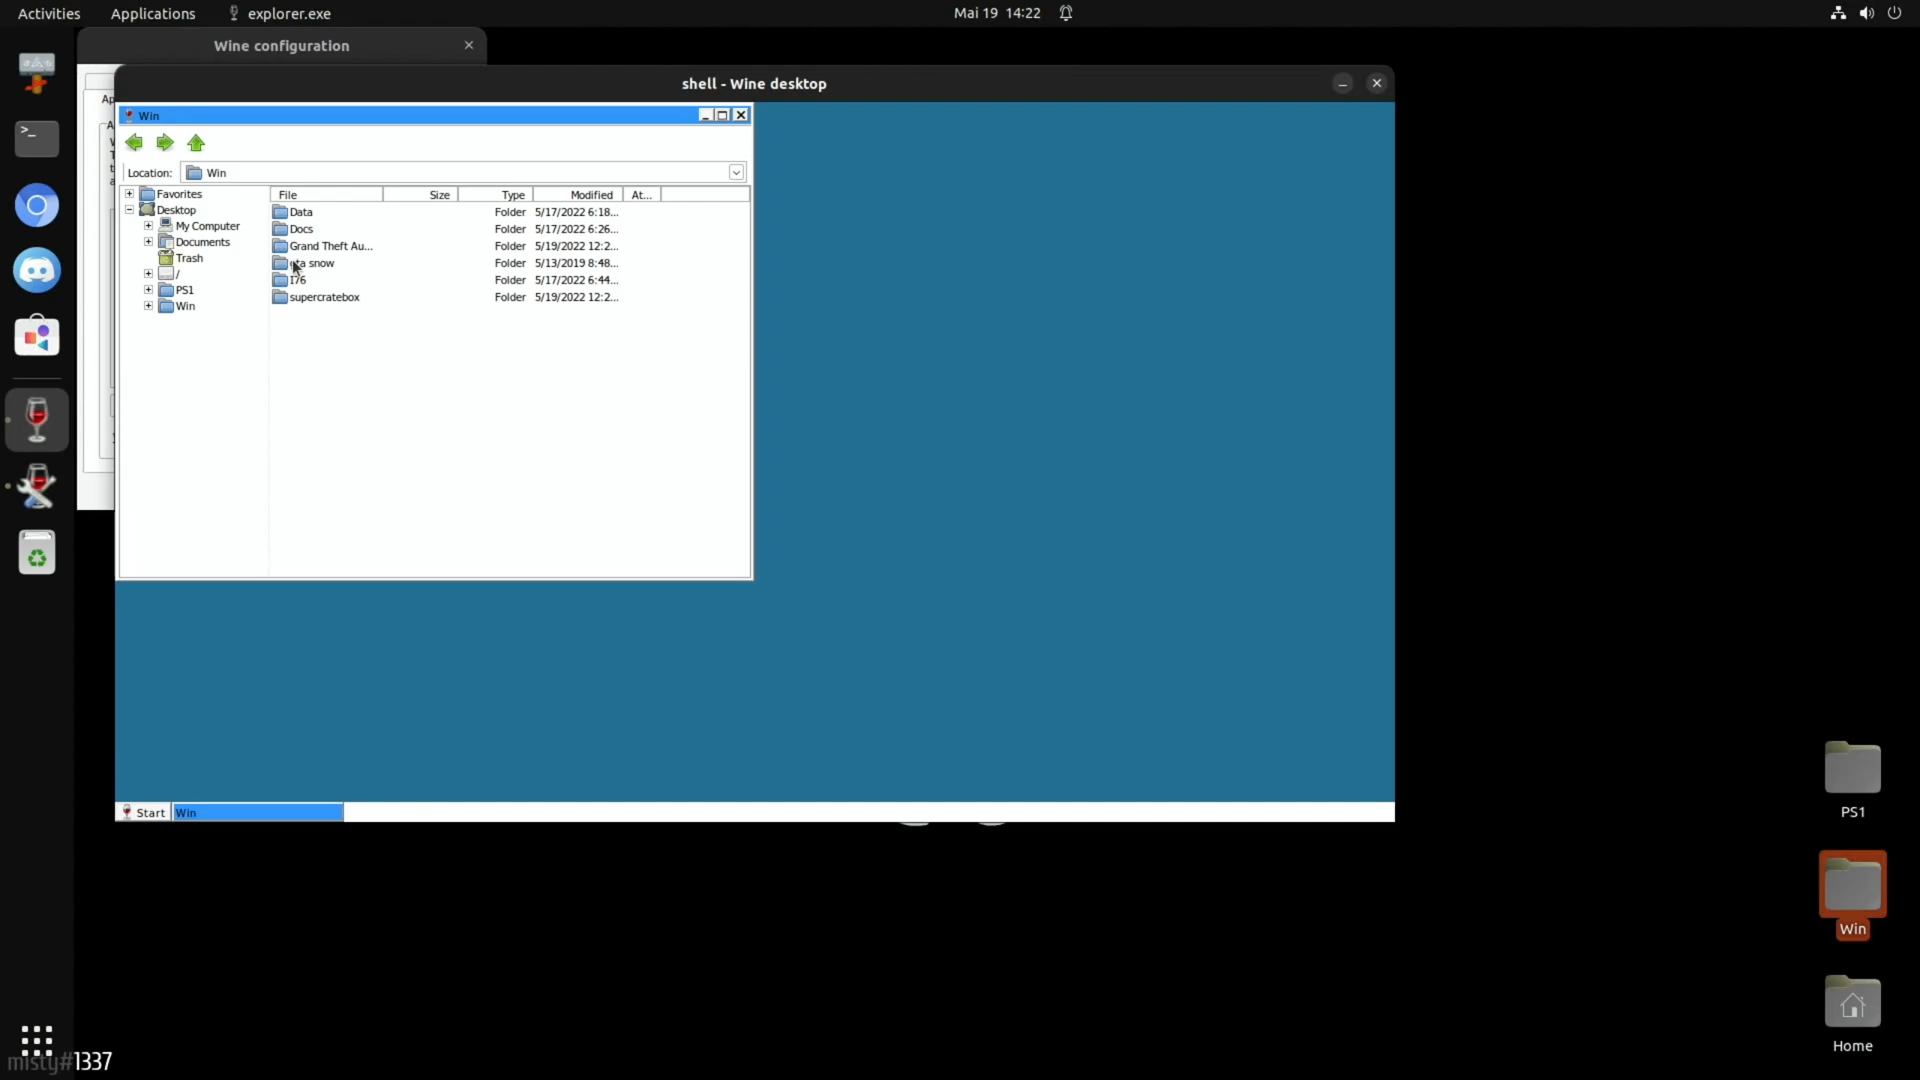 Activities Applications explorer.exe Mai 19 14:22
Wine configuration
shell - Wine desktop
Win
Location: Win
Favorites
Desktop
My Computer
Documents
Trash
/
PS1
Win
File Size Type Modified At...
Data Folder 5/17/2022 6:18...
Docs Folder 5/17/2022 6:26...
Grand Theft Au... Folder 5/19/2022 12:2...
gta snow Folder 5/13/2019 8:48...
I76 Folder 5/17/2022 6:44...
supercratebox Folder 5/19/2022 12:2...
Start Win
PS1
Win
Home
misty#1337